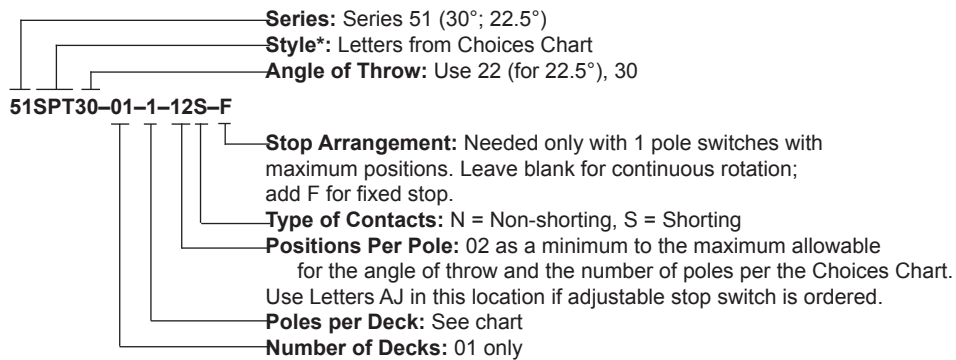 Series: Series 51 (30°; 22.5°)
Style*: Letters from Choices Chart
Angle of Throw: Use 22 (for 22.5°), 30
51SPT30–01–1–12S–F
Stop Arrangement: Needed only with 1 pole switches with
maximum positions. Leave blank for continuous rotation;
add F for fixed stop.
Type of Contacts: N = Non-shorting, S = Shorting
Positions Per Pole: 02 as a minimum to the maximum allowable
for the angle of throw and the number of poles per the Choices Chart.
Use Letters AJ in this location if adjustable stop switch is ordered.
Poles per Deck: See chart
Number of Decks: 01 only